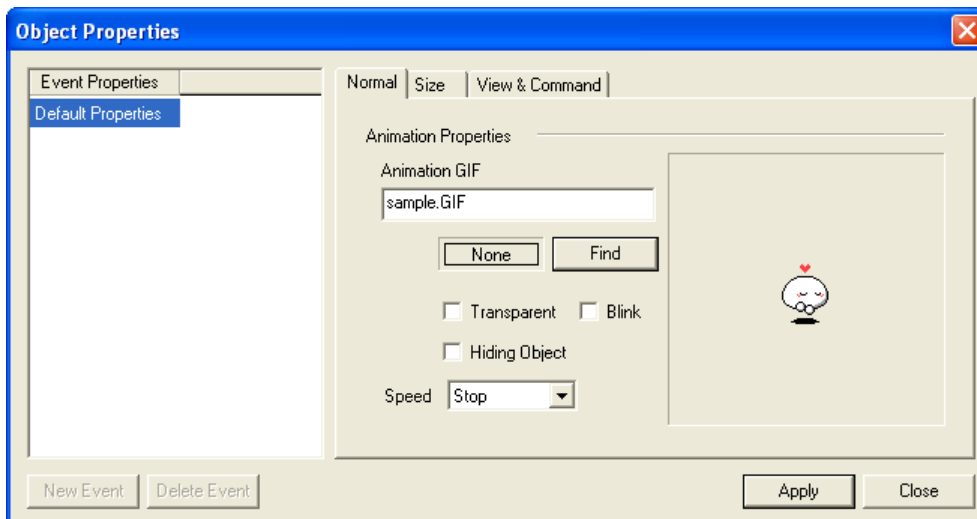 Object Properties
Event Properties
Default Properties
Normal Size View & Command
Animation Properties
Animation GIF
sample.GIF
None Find
Transparent Blink
Hiding Object
Speed Stop
New Event Delete Event
Apply Close